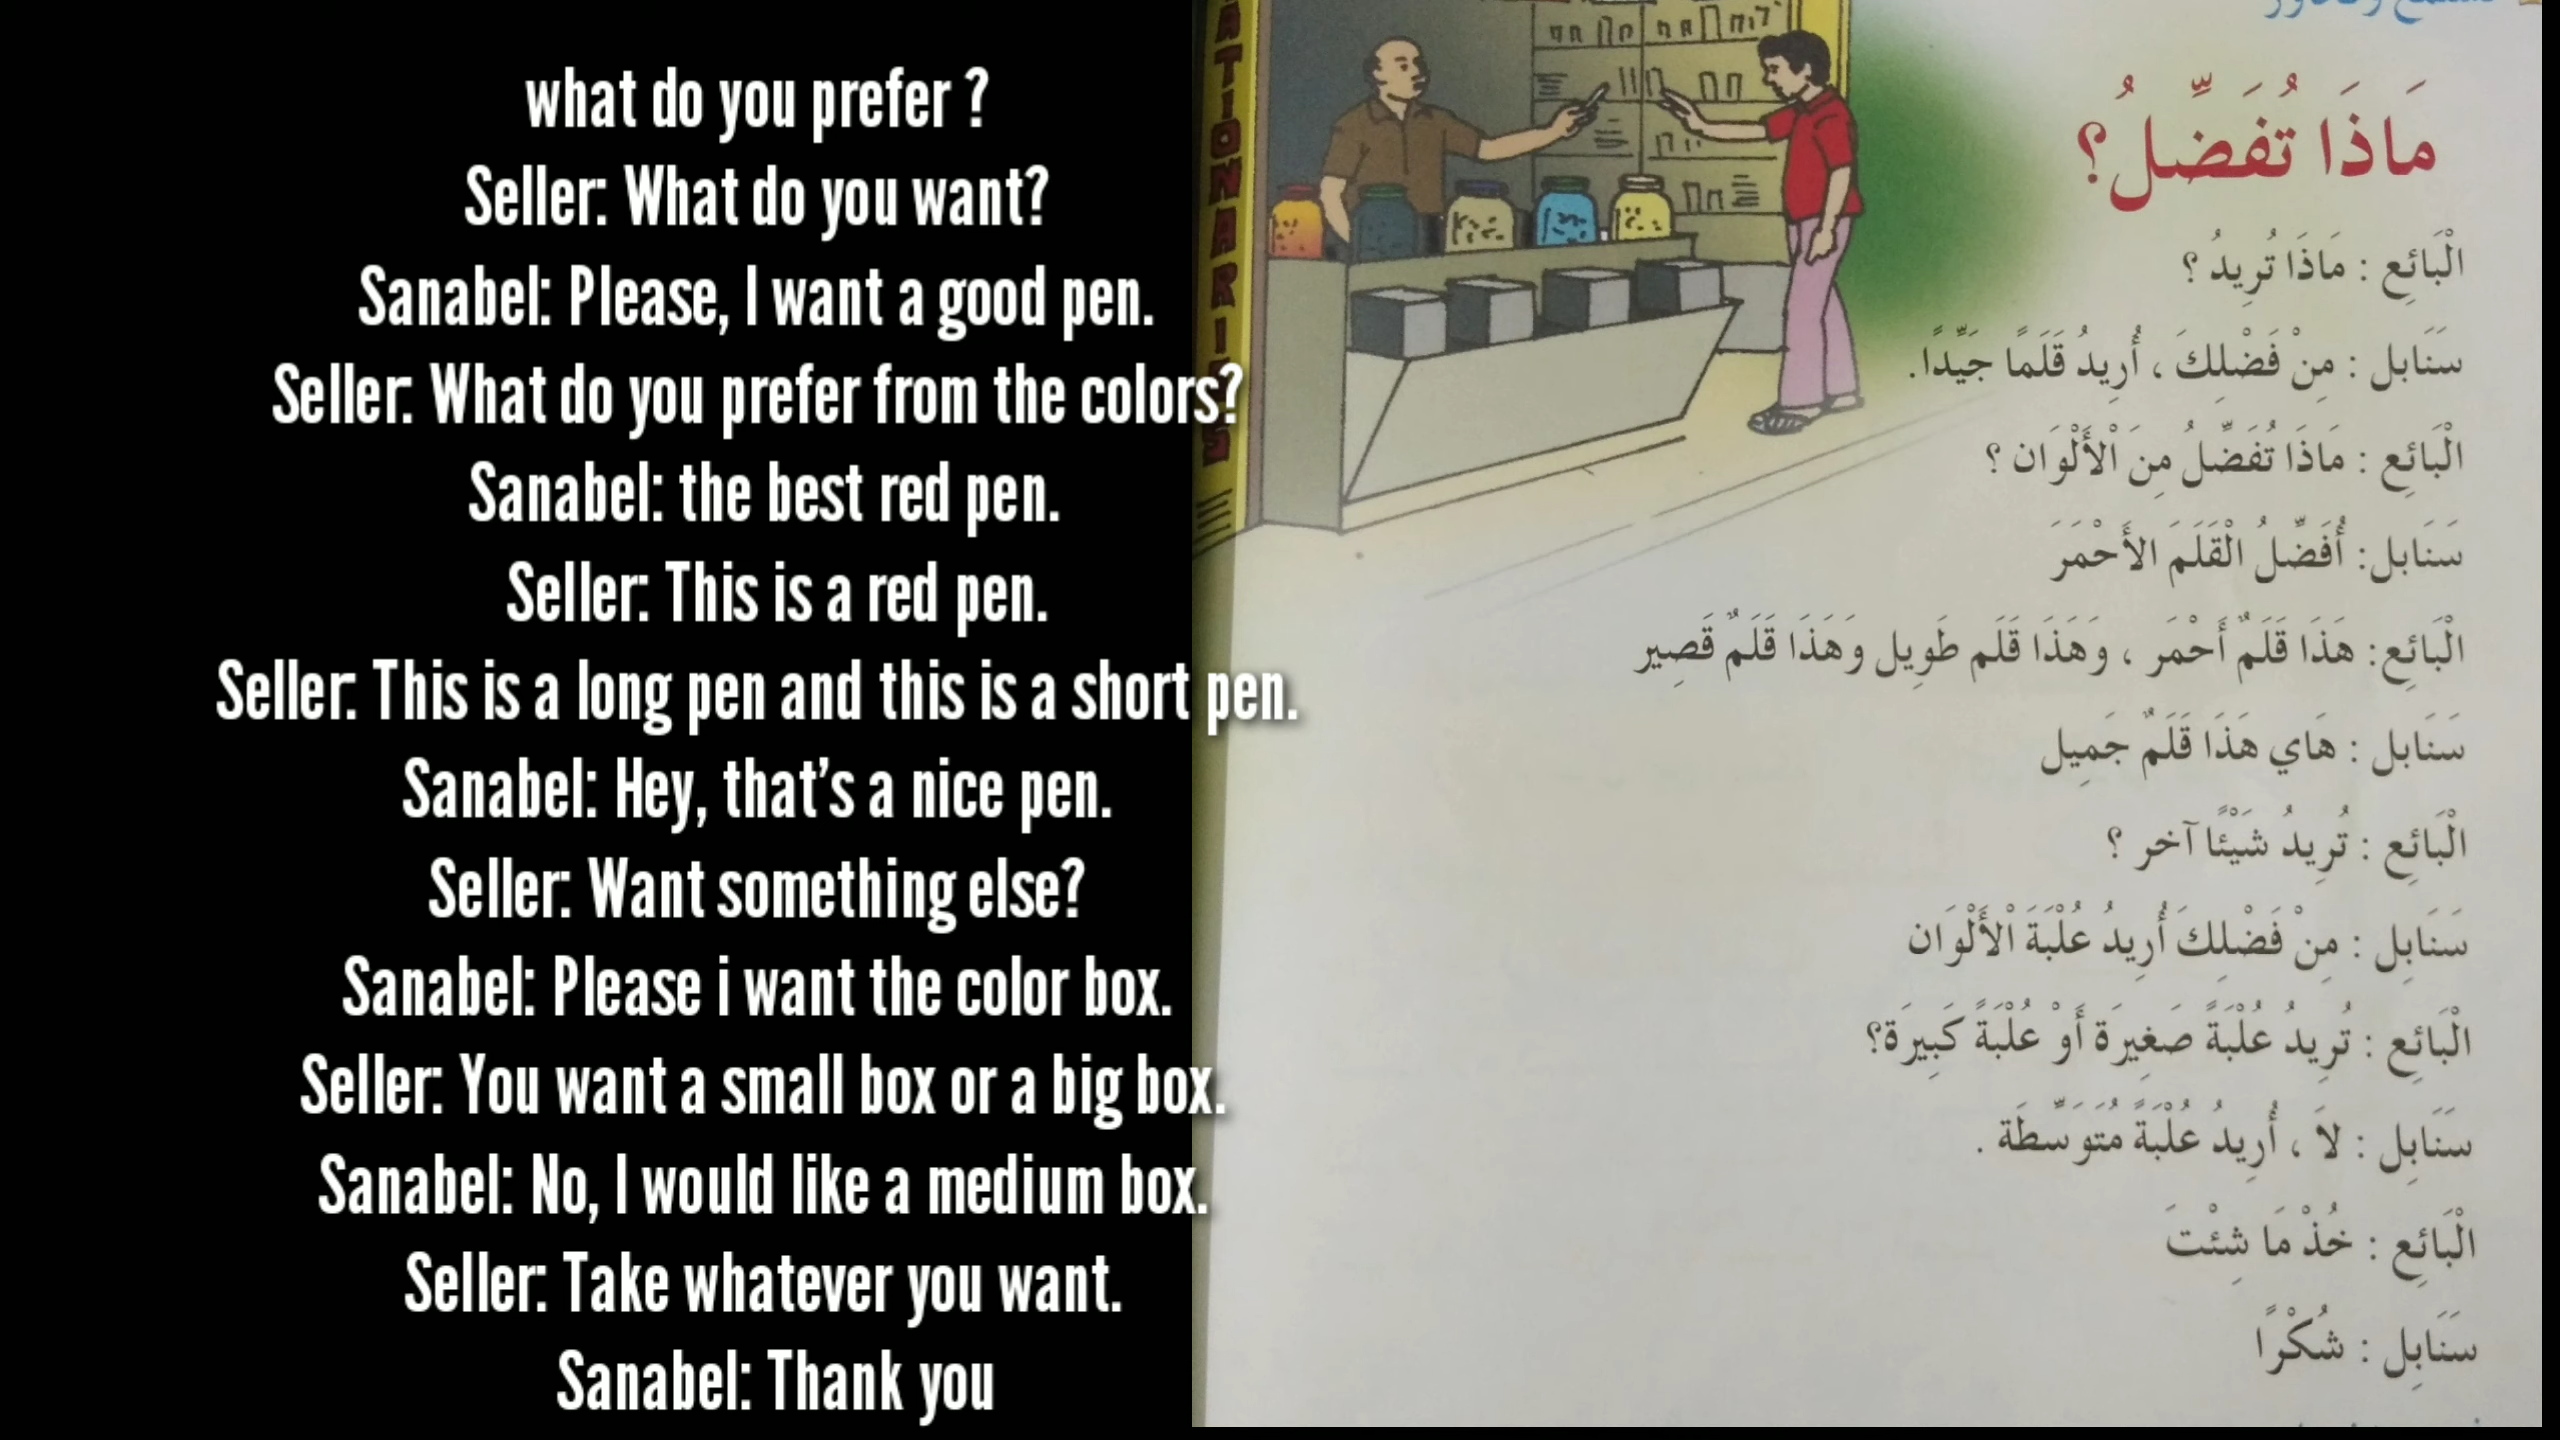 what do you prefer ?
Seller: What do you want?
Sanabel: Please, I want a good pen.
Seller: What do you prefer from the colors?
Sanabel: the best red pen.
Seller: This is a red pen.
Seller: This is a long pen and this is a short pen.
Sanabel: Hey, that's a nice pen.
Seller: Want something else?
Sanabel: Please i want the color box.
Seller: You want a small box or a big box.
Sanabel: No, I would like a medium box.
Seller: Take whatever you want.
Sanabel: Thank you
مَاذَا تُفَضِّلُ؟
الْبَائِع : مَاذَا تُرِيدُ ؟
سَنَابل : مِنْ فَضْلِكَ ، أُرِيدُ قَلَمًا جَيِّدًا.
الْبَائِع : مَاذَا تُفَضِّلُ مِنَ الْأَلْوَان ؟
سَنَابل: أُفَضِّلُ الْقَلَمَ الأَحْمَرَ
الْبَائِع: هَذَا قَلَمٌ أَحْمَر ، وَهَذَا قَلَم طَوِيل وَهَذَا قَلَمٌ قَصِير
سَنَابل : هَاي هَذَا قَلَمٌ جَمِيل
الْبَائِع : تُرِيدُ شَيْئًا آخر ؟
سَنَابِل : مِنْ فَضْلِكَ أُرِيدُ عُلْبَةَ الْأَلْوَان
الْبَائِع : تُرِيدُ عُلْبَةً صَغِيرَة أَوْ عُلْبَةً كَبِيرَة؟
سَنَابِل : لاَ ، أُرِيدُ عُلْبَةً مُتَوَسِّطَة .
الْبَائِع : خُذْ مَا شِئْتَ
سَنَابِل : شُكْرًا